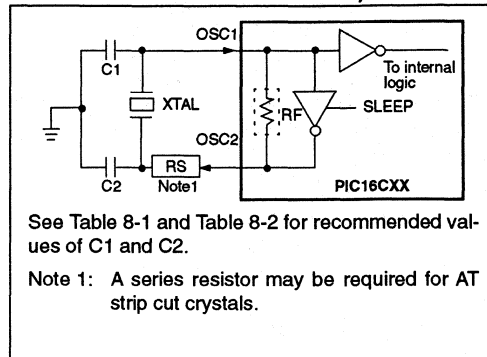 OSC1
C1
To internal
logic
XTAL
RF
SLEEP
OSC2
RS
C2
Note1
PIC16CXX
See Table 8-1 and Table 8-2 for recommended val-
ues of C1 and C2.
Note 1: A series resistor may be required for AT
strip cut crystals.